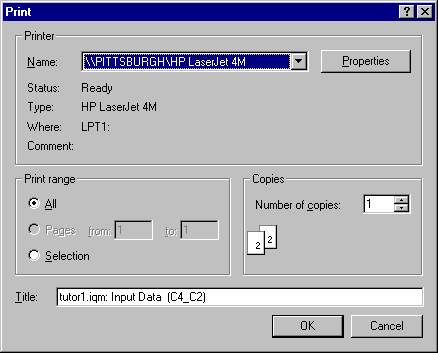 Print
Printer
Name: \\PITTSBURGH\HP LaserJet 4M Properties
Status: Ready
Type: HP LaserJet 4M
Where: LPT1:
Comment:
Print range
All
Pages from: 1 to: 1
Selection
Copies
Number of copies: 1
2 2
Title: tutor1.iqm: Input Data (C4_C2)
OK Cancel